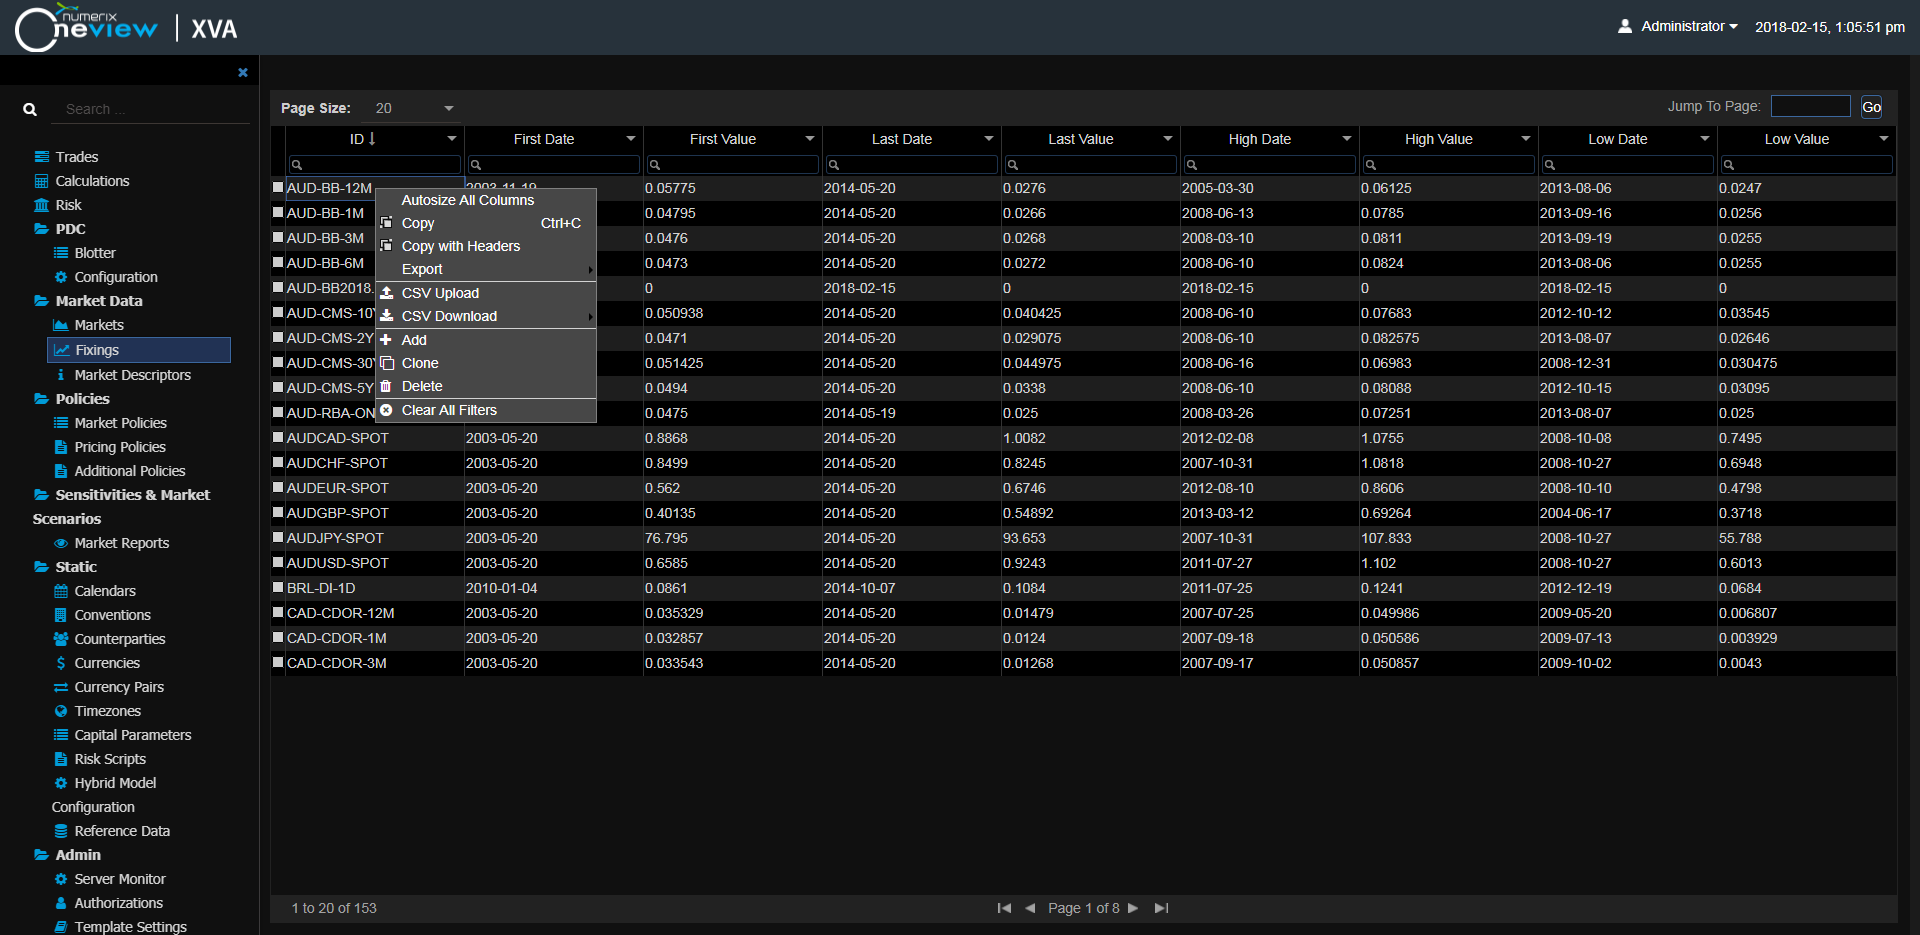 numerix
Oneview | XVA
Administrator
2018-02-15, 1:05:51 pm
Search ...
Trades
Calculations
Risk
PDC
Blotter
Configuration
Market Data
Markets
Fixings
Market Descriptors
Policies
Market Policies
Pricing Policies
Additional Policies
Sensitivities & Market
Scenarios
Market Reports
Static
Calendars
Conventions
Counterparties
Currencies
Currency Pairs
Timezones
Capital Parameters
Risk Scripts
Hybrid Model
Configuration
Reference Data
Admin
Server Monitor
Authorizations
Template Settings
Page Size: 20
Jump To Page: Go
ID First Date First Value Last Date Last Value High Date High Value Low Date Low Value
AUD-BB-12M 2003-11-19 0.05775 2014-05-20 0.0276 2005-03-30 0.06125 2013-08-06 0.0247
AUD-BB-1M 0.04795 2014-05-20 0.0266 2008-06-13 0.0785 2013-09-16 0.0256
AUD-BB-3M 0.0476 2014-05-20 0.0268 2008-03-10 0.0811 2013-09-19 0.0255
AUD-BB-6M 0.0473 2014-05-20 0.0272 2008-06-10 0.0824 2013-08-06 0.0255
AUD-BB2018. 0 2018-02-15 0 2018-02-15 0 2018-02-15 0
AUD-CMS-10Y 0.050938 2014-05-20 0.040425 2008-06-10 0.07683 2012-10-12 0.03545
AUD-CMS-2Y 0.0471 2014-05-20 0.029075 2008-06-10 0.082575 2013-08-07 0.02646
AUD-CMS-30Y 0.051425 2014-05-20 0.044975 2008-06-16 0.06983 2008-12-31 0.030475
AUD-CMS-5Y 0.0494 2014-05-20 0.0338 2008-06-10 0.08088 2012-10-15 0.03095
AUD-RBA-ON 0.0475 2014-05-19 0.025 2008-03-26 0.07251 2013-08-07 0.025
AUDCAD-SPOT 2003-05-20 0.8868 2014-05-20 1.0082 2012-02-08 1.0755 2008-10-08 0.7495
AUDCHF-SPOT 2003-05-20 0.8499 2014-05-20 0.8245 2007-10-31 1.0818 2008-10-27 0.6948
AUDEUR-SPOT 2003-05-20 0.562 2014-05-20 0.6746 2012-08-10 0.8606 2008-10-10 0.4798
AUDGBP-SPOT 2003-05-20 0.40135 2014-05-20 0.54892 2013-03-12 0.69264 2004-06-17 0.3718
AUDJPY-SPOT 2003-05-20 76.795 2014-05-20 93.653 2007-10-31 107.833 2008-10-27 55.788
AUDUSD-SPOT 2003-05-20 0.6585 2014-05-20 0.9243 2011-07-27 1.102 2008-10-27 0.6013
BRL-DI-1D 2010-01-04 0.0861 2014-10-07 0.1084 2011-07-25 0.1241 2012-12-19 0.0684
CAD-CDOR-12M 2003-05-20 0.035329 2014-05-20 0.01479 2007-07-25 0.049986 2009-05-20 0.006807
CAD-CDOR-1M 2003-05-20 0.032857 2014-05-20 0.0124 2007-09-18 0.050586 2009-07-13 0.003929
CAD-CDOR-3M 2003-05-20 0.033543 2014-05-20 0.01268 2007-09-17 0.050857 2009-10-02 0.0043
Autosize All Columns
Copy Ctrl+C
Copy with Headers
Export
CSV Upload
CSV Download
Add
Clone
Delete
Clear All Filters
1 to 20 of 153
Page 1 of 8